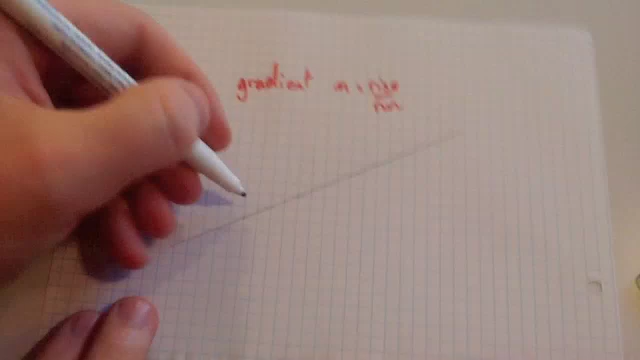 gradient m = rise
run